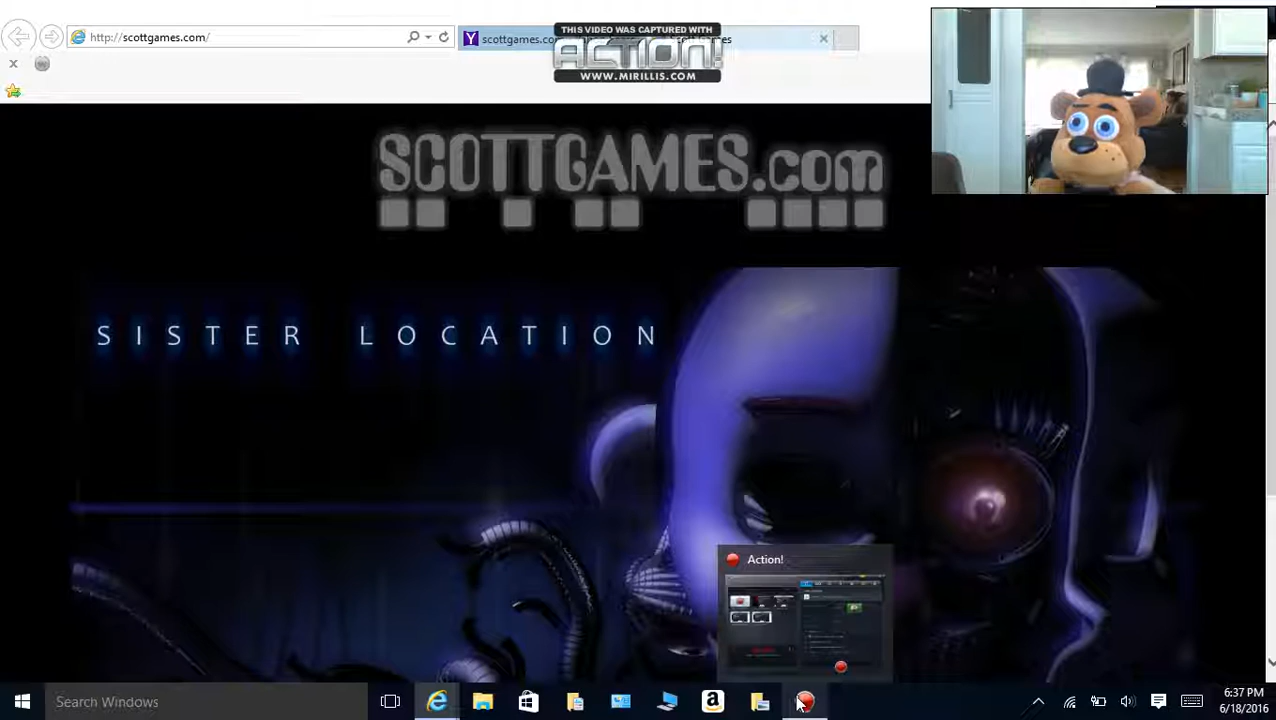 http://scottgames.com/
scottgames.co
THIS VIDEO WAS CAPTURED WITH
ACTION!
WWW.MIRILLIS.COM
SCOTTGAMES.com
SISTER LOCATION
Action!
Search Windows
6:37 PM
6/18/2016